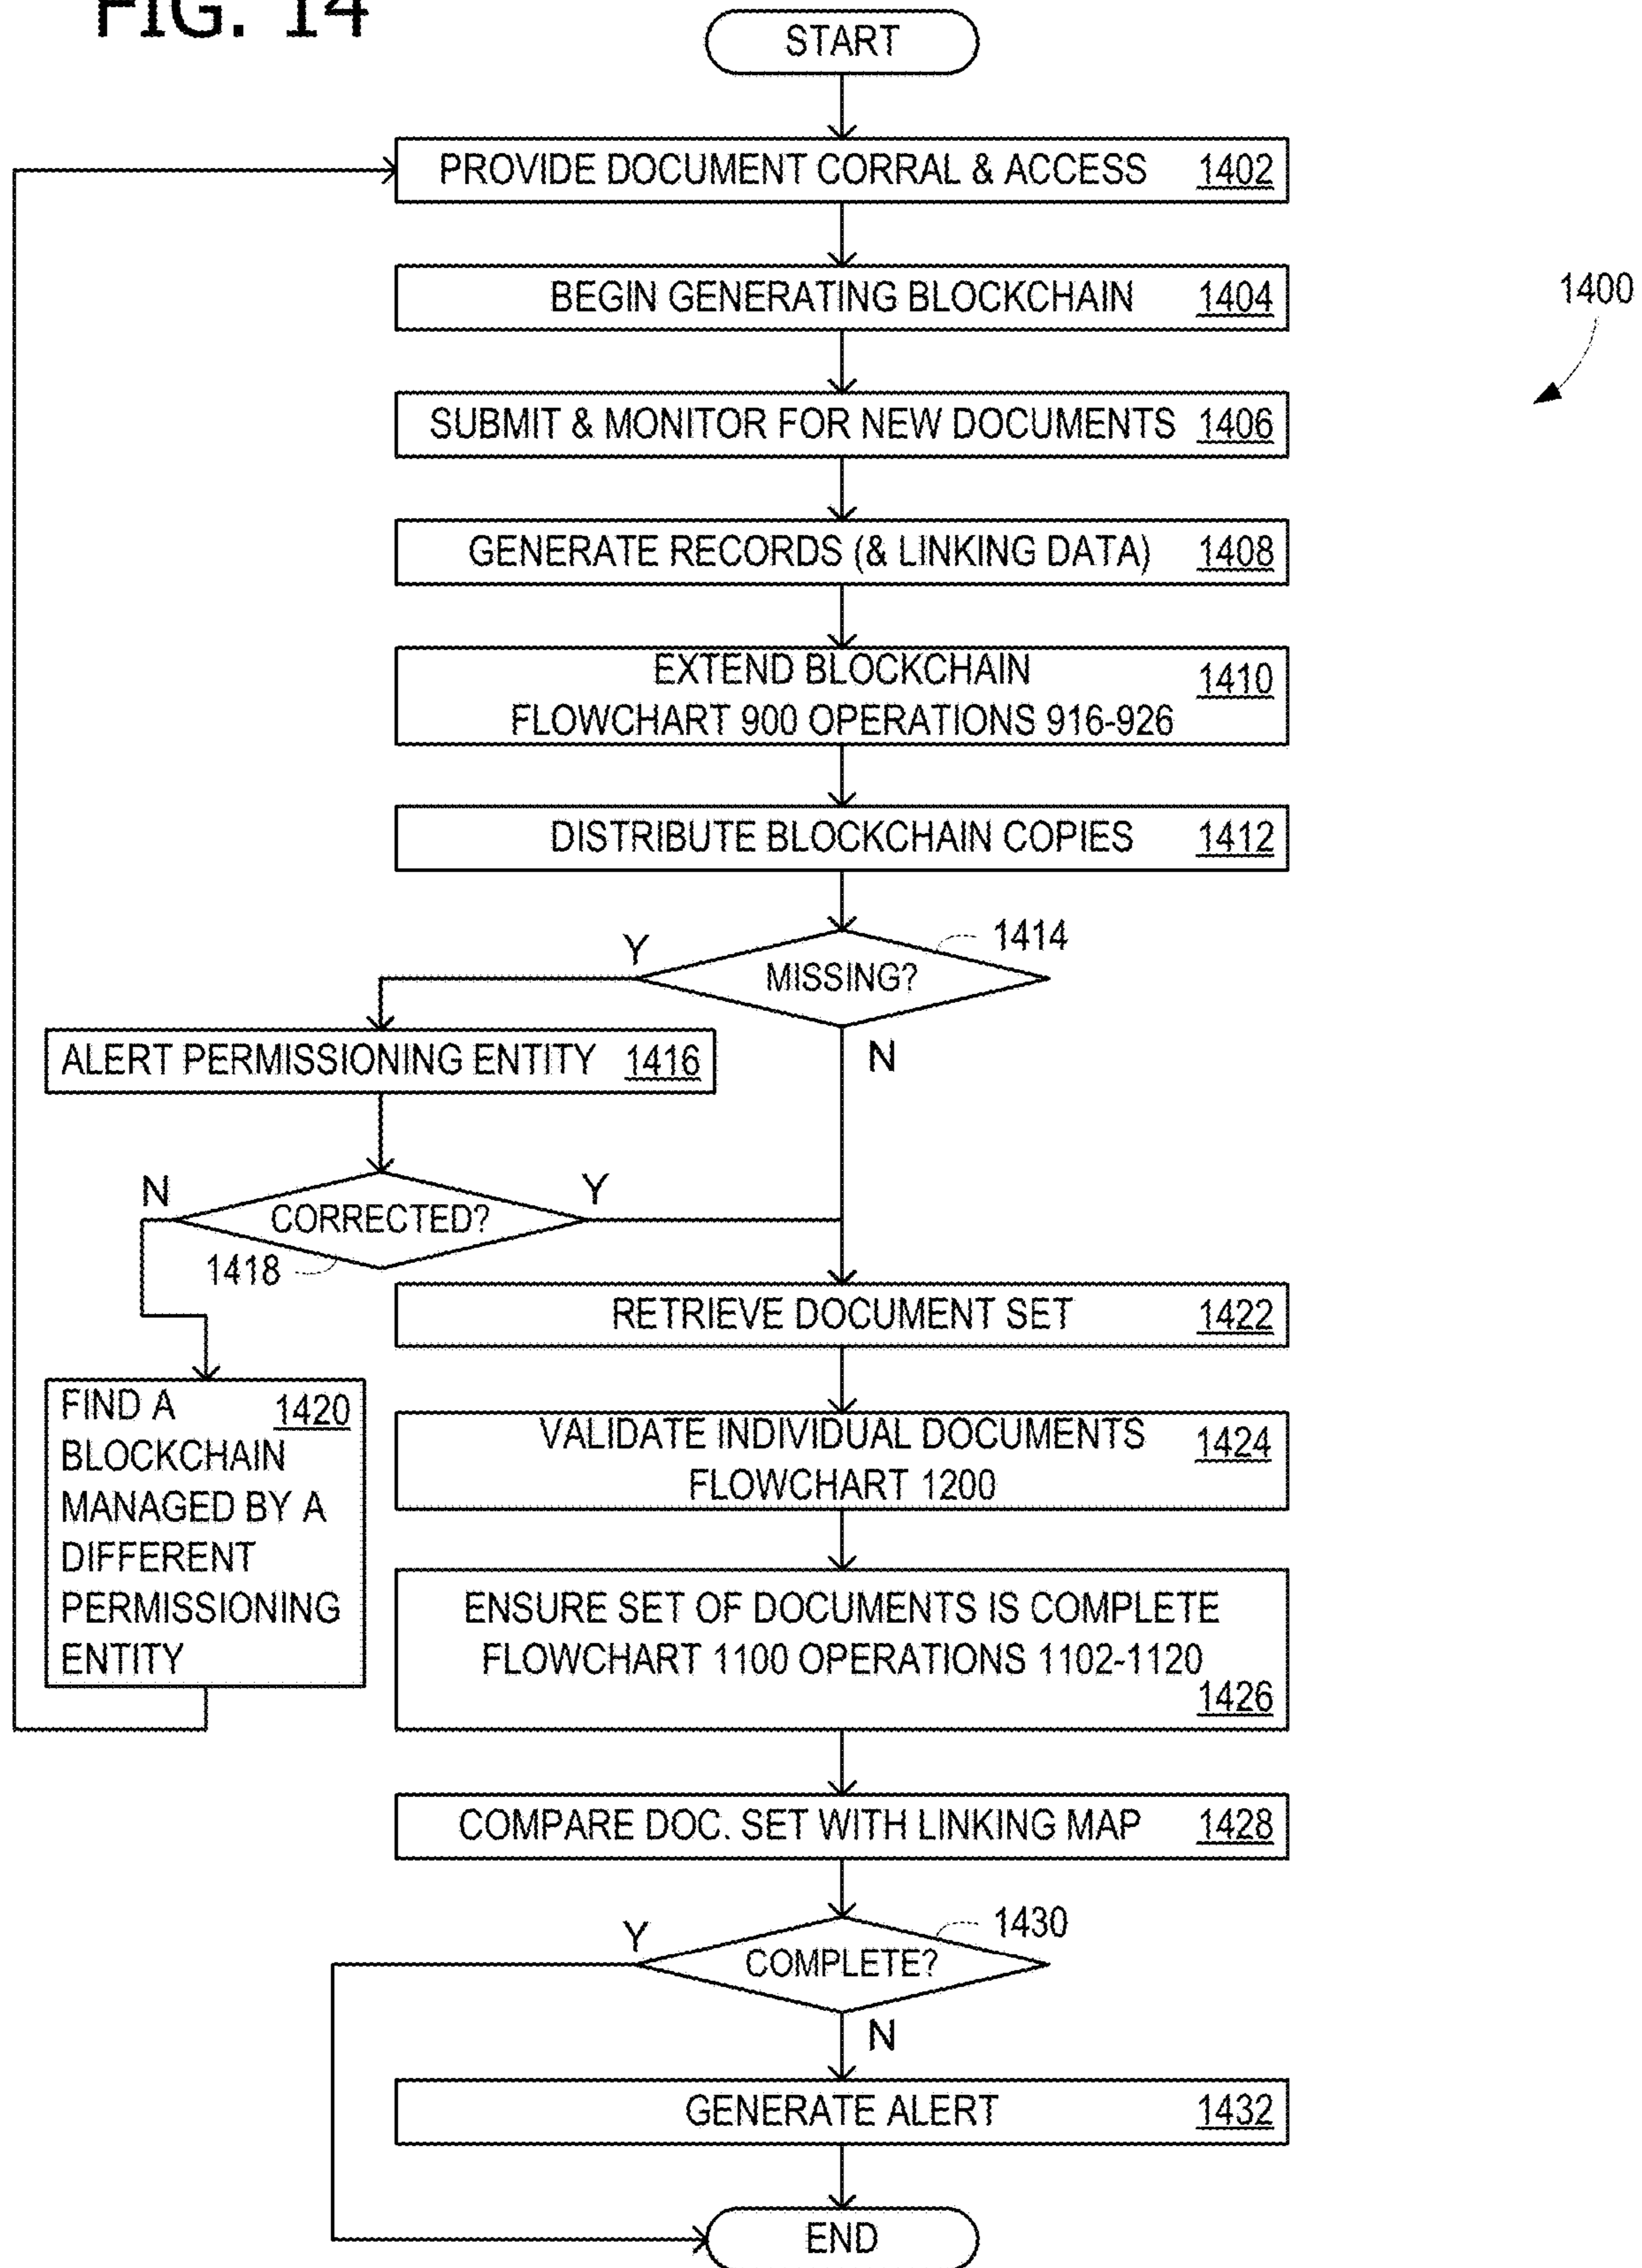 FIG. 14
START
PROVIDE DOCUMENT CORRAL & ACCESS 1402
BEGIN GENERATING BLOCKCHAIN 1404
1400
SUBMIT & MONITOR FOR NEW DOCUMENTS 1406
GENERATE RECORDS (& LINKING DATA) 1408
EXTEND BLOCKCHAIN 1410
FLOWCHART 900 OPERATIONS 916-926
DISTRIBUTE BLOCKCHAIN COPIES 1412
1414
Y
MISSING?
N
ALERT PERMISSIONING ENTITY 1416
N
Y
CORRECTED?
1418
RETRIEVE DOCUMENT SET 1422
FIND A 1420
BLOCKCHAIN
MANAGED BY A
DIFFERENT
PERMISSIONING
ENTITY
VALIDATE INDIVIDUAL DOCUMENTS 1424
FLOWCHART 1200
ENSURE SET OF DOCUMENTS IS COMPLETE
FLOWCHART 1100 OPERATIONS 1102-1120
1426
COMPARE DOC. SET WITH LINKING MAP 1428
1430
Y
COMPLETE?
N
GENERATE ALERT 1432
END